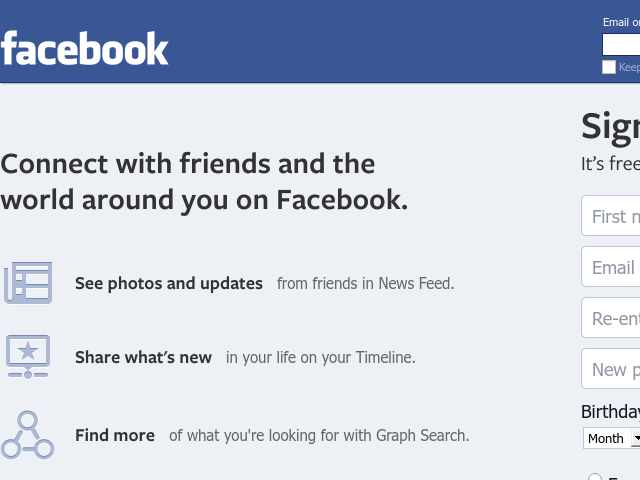 facebook
Email o
Keep
Connect with friends and the
world around you on Facebook.
See photos and updates from friends in News Feed.
Share what's new in your life on your Timeline.
Find more of what you're looking for with Graph Search.
Sign
It's free
First n
Email
Re-ent
New p
Birthday
Month